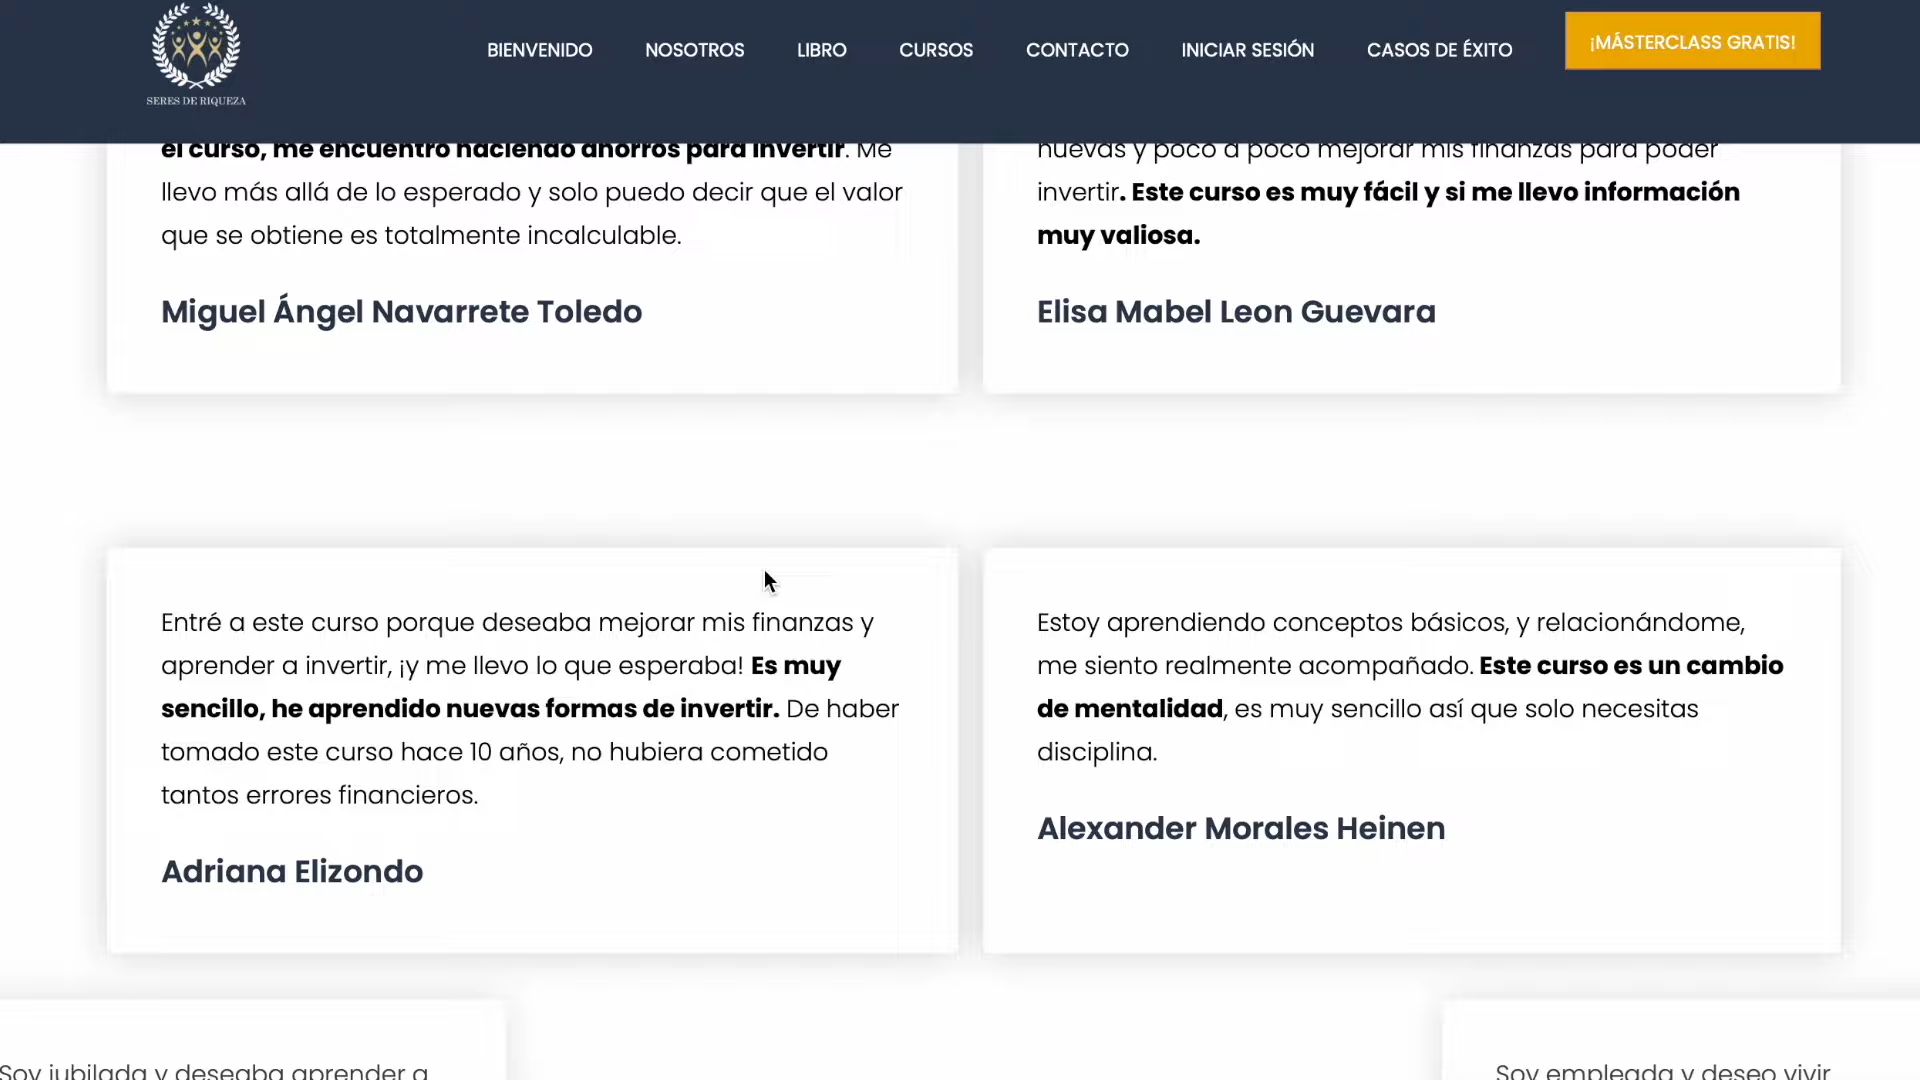 SERES DE RIQUEZA
BIENVENIDO
NOSOTROS
LIBRO
CURSOS
CONTACTO
INICIAR SESIÓN
CASOS DE ÉXITO
¡MÁSTERCLASS GRATIS!
el curso, me encuentro haciendo ahorros para invertir. Me
llevo más allá de lo esperado y solo puedo decir que el valor
que se obtiene es totalmente incalculable.
Miguel Ángel Navarrete Toledo
nuevas y poco a poco mejorar mis finanzas para poder
invertir. Este curso es muy fácil y si me llevo información
muy valiosa.
Elisa Mabel Leon Guevara
Entré a este curso porque deseaba mejorar mis finanzas y
aprender a invertir, ¡y me llevo lo que esperaba! Es muy
sencillo, he aprendido nuevas formas de invertir. De haber
tomado este curso hace 10 años, no hubiera cometido
tantos errores financieros.
Adriana Elizondo
Estoy aprendiendo conceptos básicos, y relacionándome,
me siento realmente acompañado. Este curso es un cambio
de mentalidad, es muy sencillo así que solo necesitas
disciplina.
Alexander Morales Heinen
Soy jubilada y deseaba aprender a
Soy empleada y deseo vivir